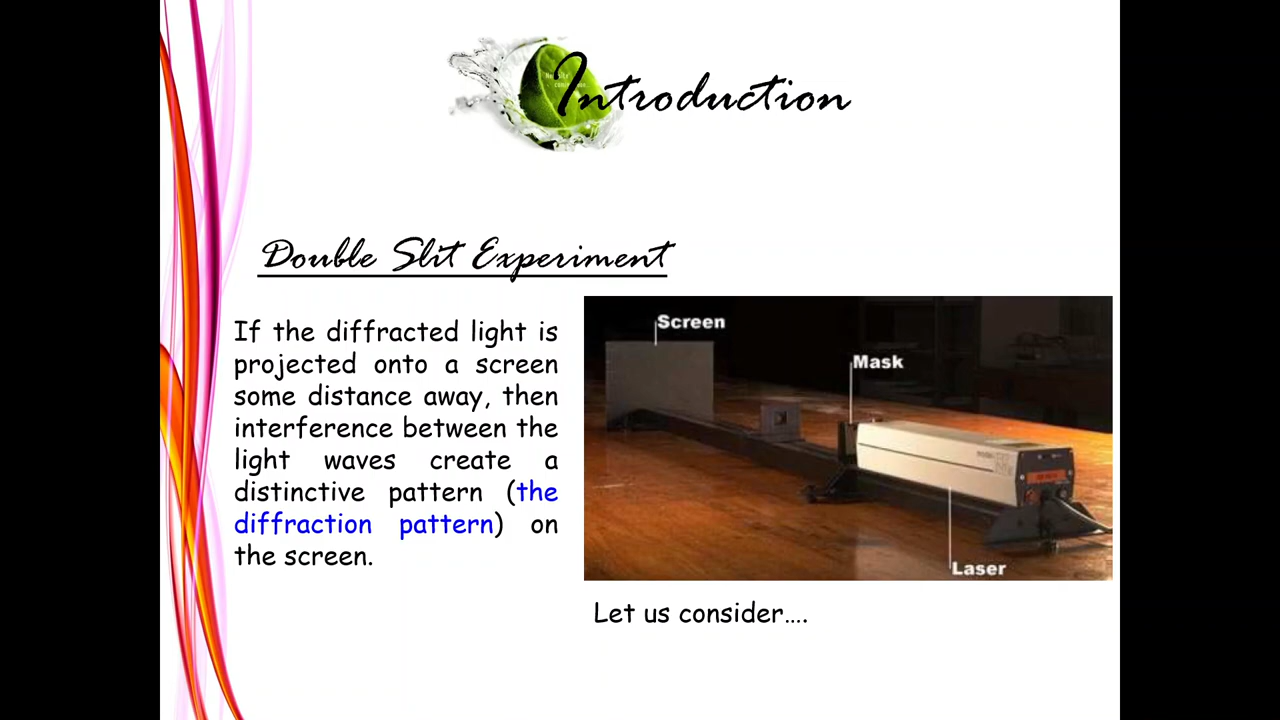 Introduction
Double Slit Experiment
If the diffracted light is
projected onto a screen
some distance away, then
interference between the
light waves create a
distinctive pattern (the
diffraction pattern) on
the screen.
Screen
Mask
Laser
Let us consider....